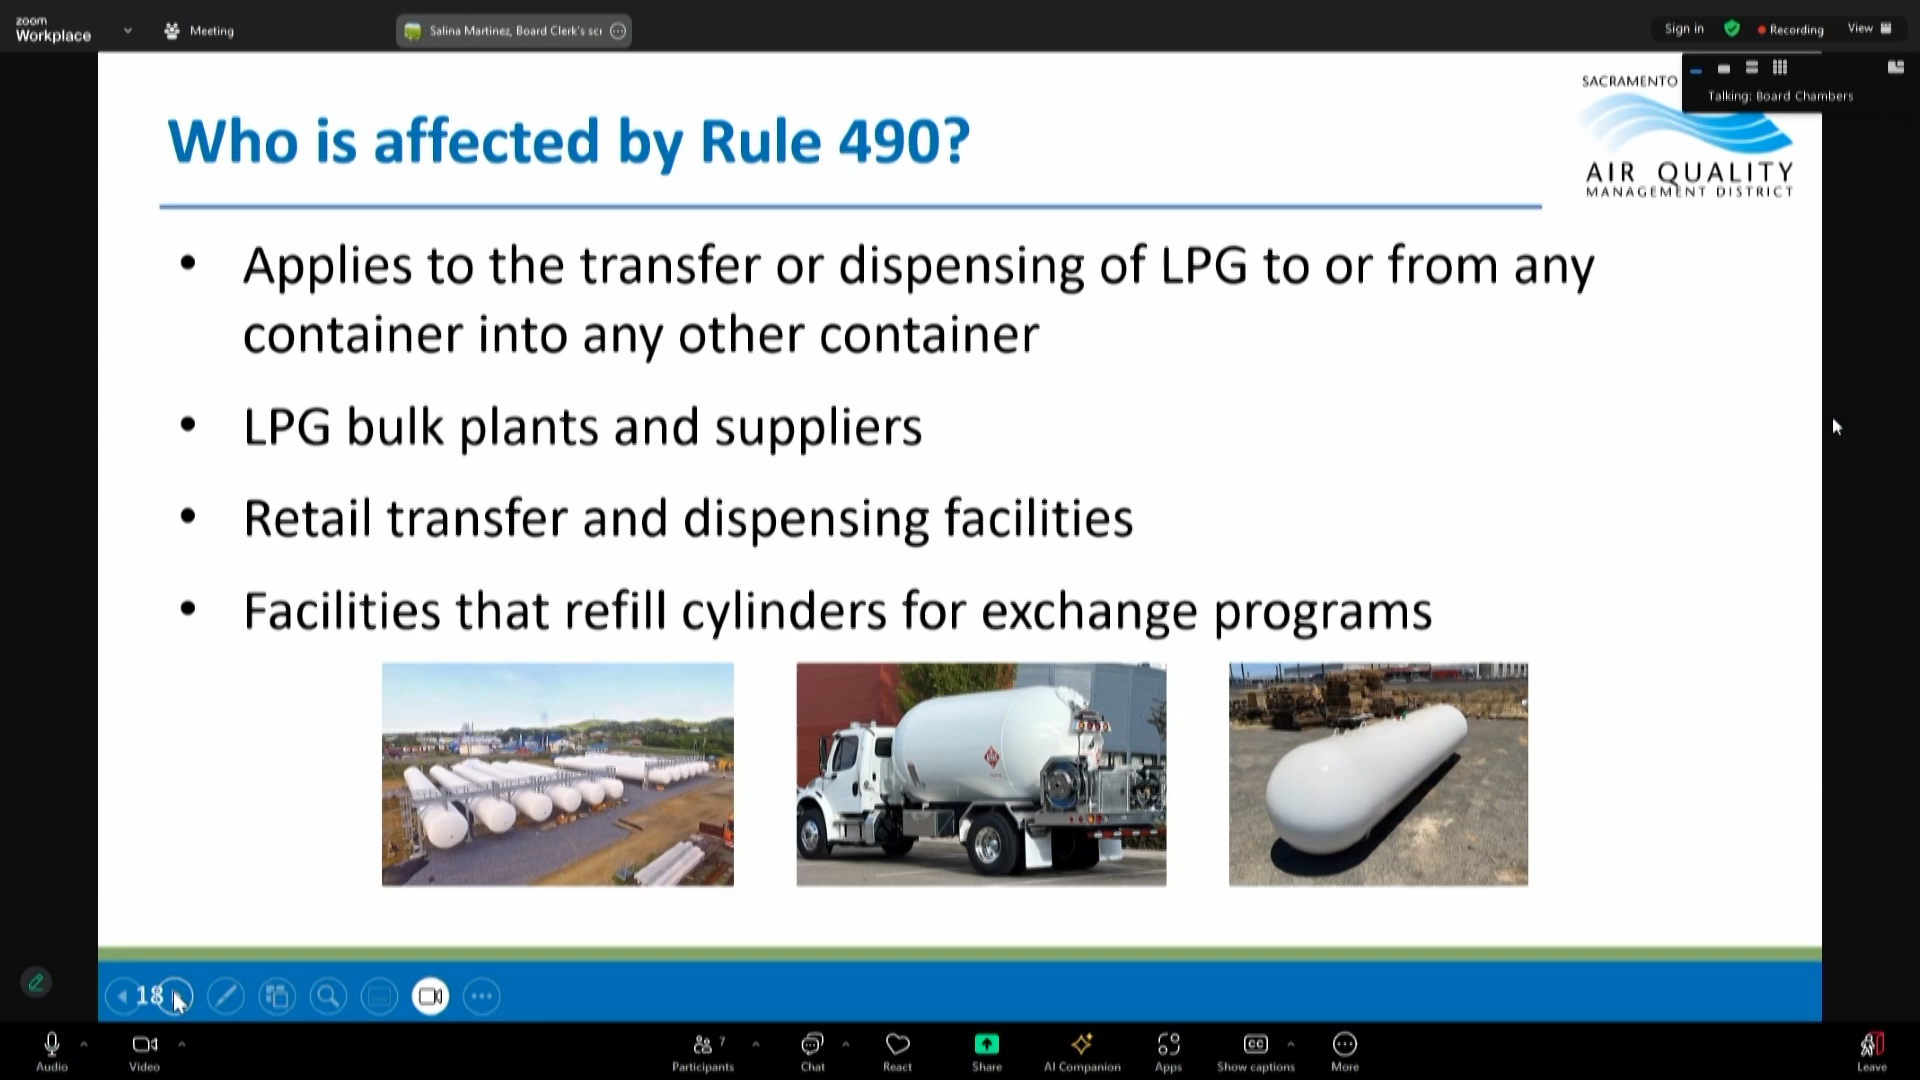 zoom
Workplace
Meeting
Salina Martinez, Board Clerk's scr
Sign in
Recording
View
Talking: Board Chambers
SACRAMENTO
AIR QUALITY
MANAGEMENT DISTRICT
Who is affected by Rule 490?
• Applies to the transfer or dispensing of LPG to or from any
container into any other container
• LPG bulk plants and suppliers
• Retail transfer and dispensing facilities
• Facilities that refill cylinders for exchange programs
18
Audio
Video
7
Participants
Chat
React
Share
AI Companion
Apps
CC
Show captions
More
Leave